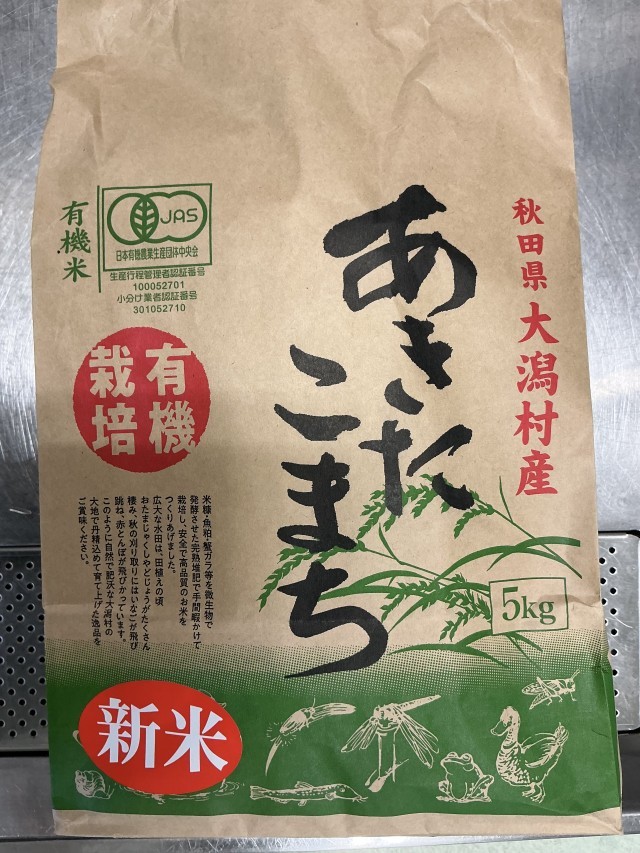 秋田県大潟村産
あきた
こまち
有機米
JAS
日本有機農業生産団体中央会
生産行程管理者認証番号
100052701
小分け業者認証番号
301052710
有機
栽培
米糠・魚粕・蟹ガラ等を微生物で
発酵させた完熟堆肥で手間暇かけて
栽培し、安全で高品質のお米を
つくりあげました。
広大な水田は、田植えの頃
おたまじゃくしやどじょうがたくさん
棲み、秋の刈り取りにはいなごが飛び
跳ね、赤とんぼが飛びかっています。
このように自然で肥沃な大潟村の
大地で丹精込めて育て上げた逸品を
ご賞味ください。
5kg
新米